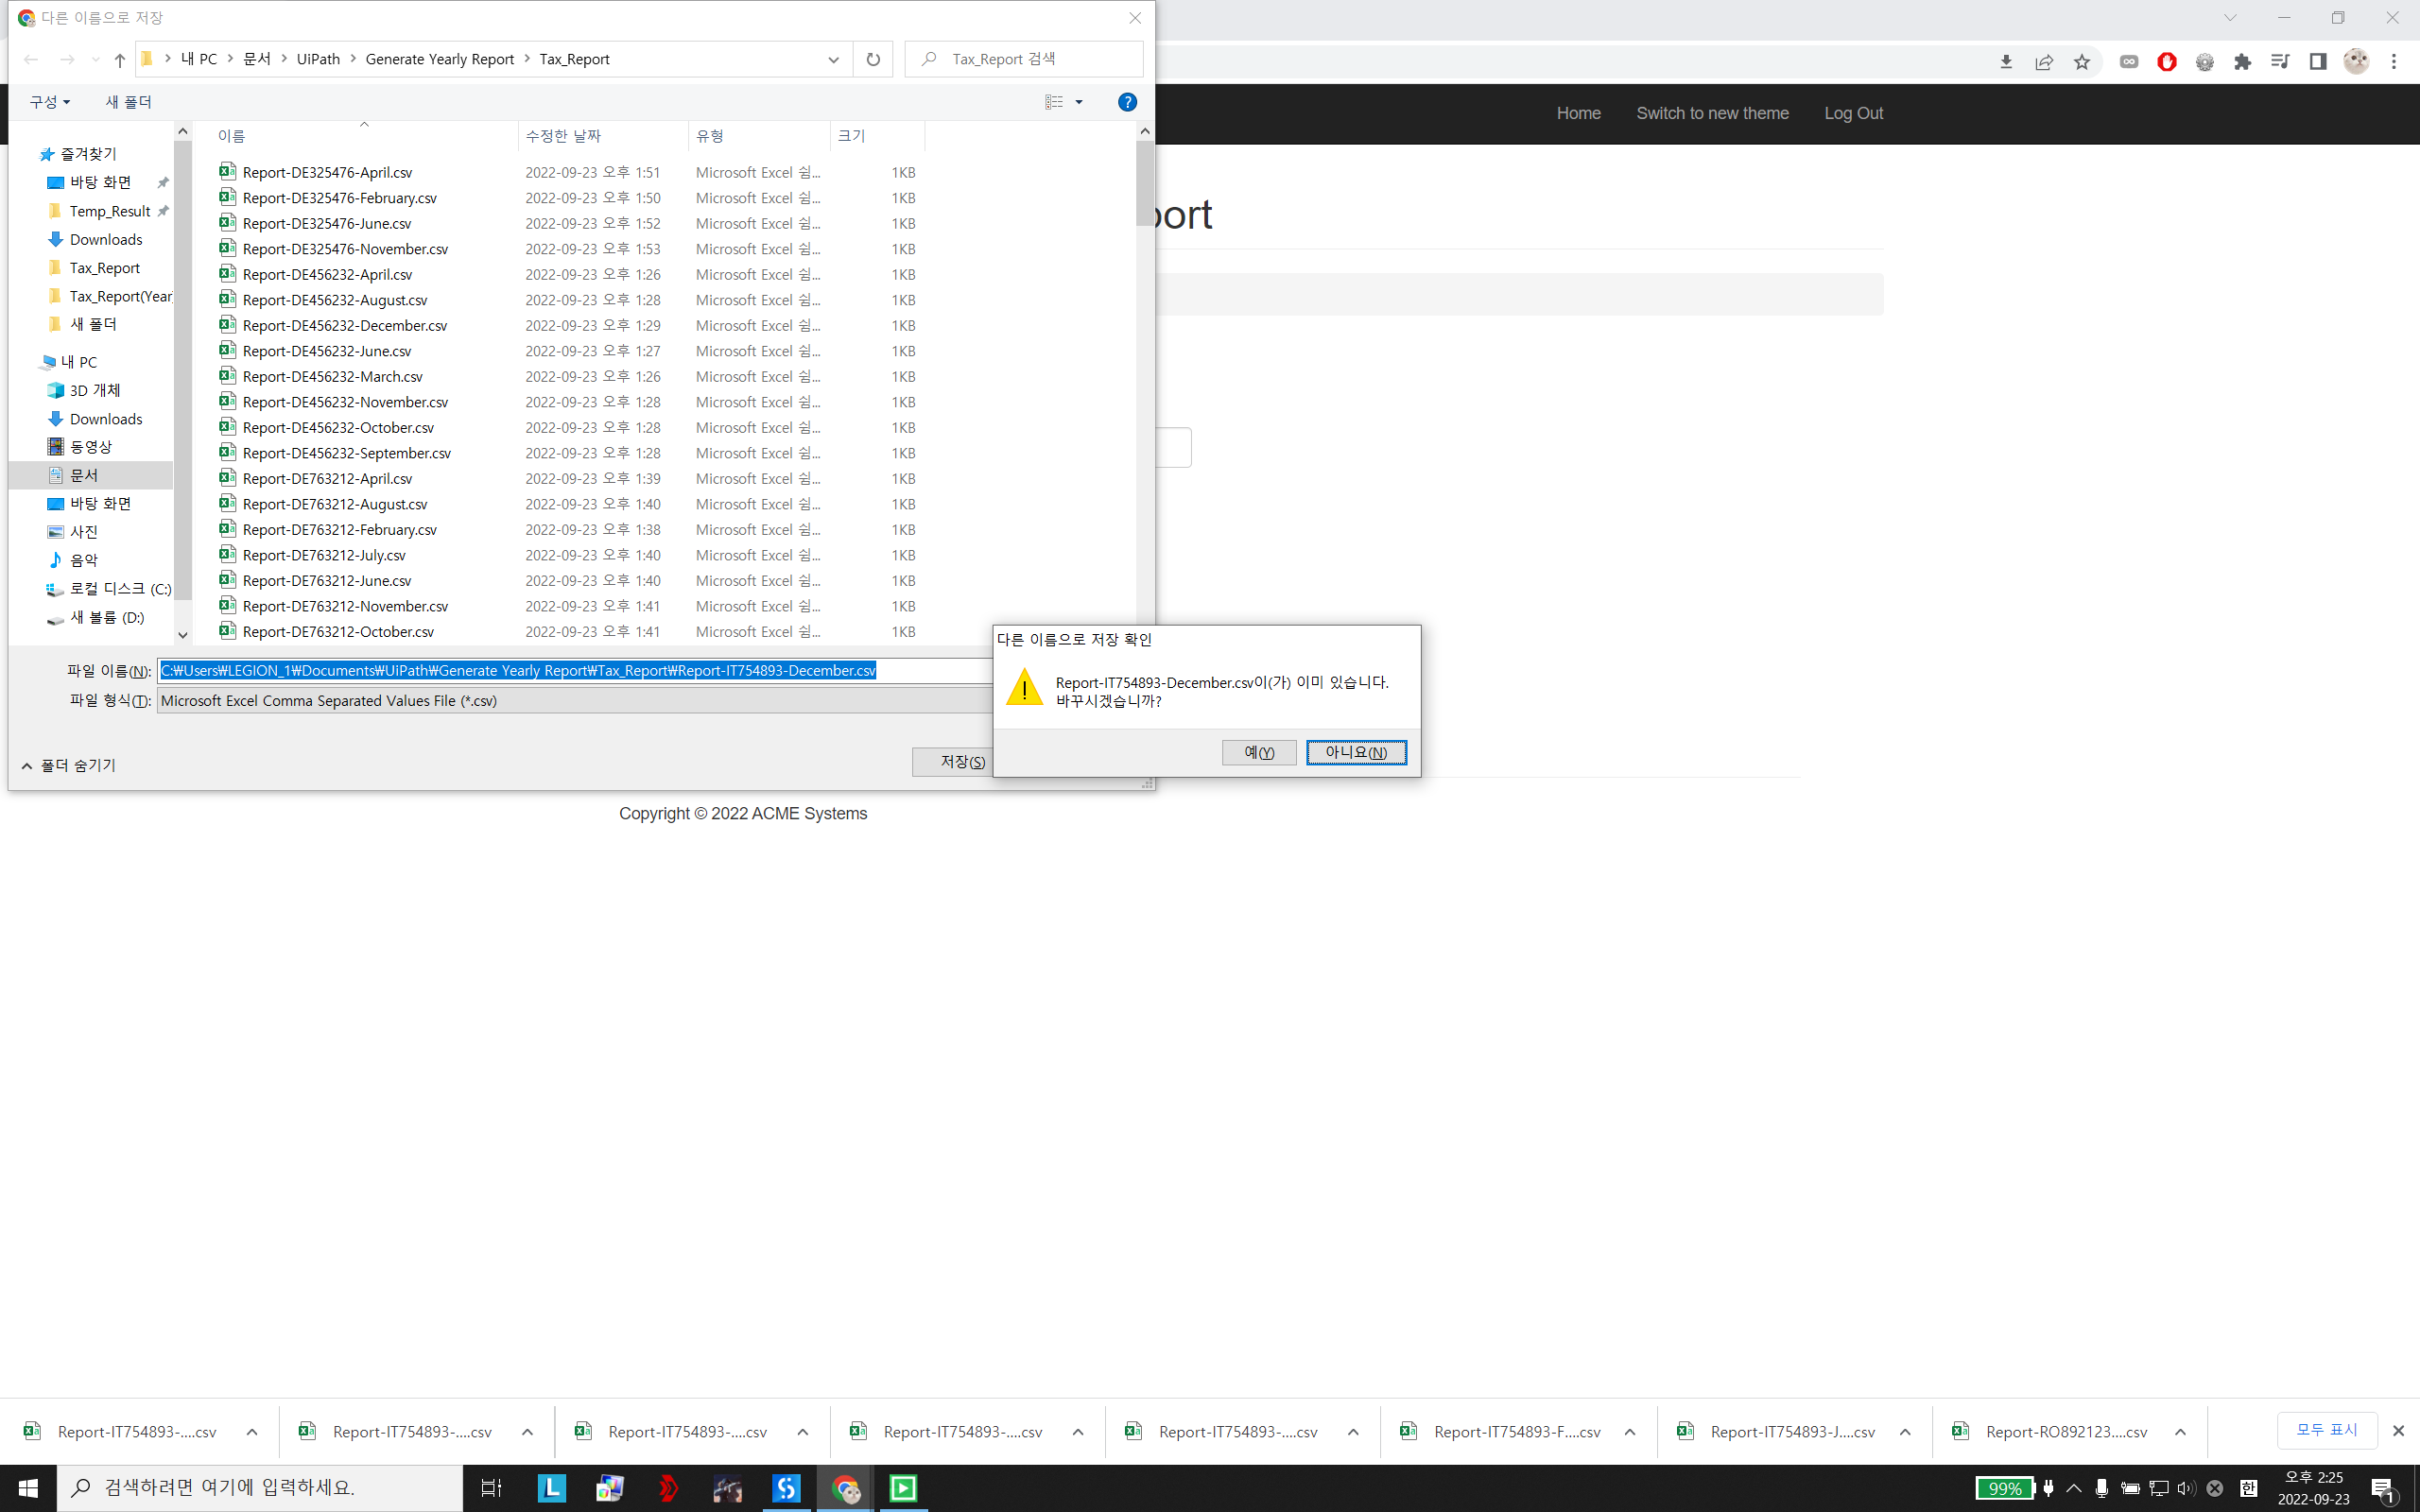 다른 이름으로 저장
내 PC
문서
UiPath
Generate Yearly Report
Tax_Report
Tax_Report 검색
구성
새 폴더
Home
Switch to new theme
Log Out
port
이름
수정한 날짜
유형
크기
즐겨찾기
바탕 화면
Temp_Result
Downloads
Tax_Report
Tax_Report(Year
새 폴더
내 PC
3D 개체
Downloads
동영상
문서
바탕 화면
사진
음악
로컬 디스크 (C:)
새 볼륨 (D:)
Report-DE325476-April.csv 2022-09-23 오후 1:51 Microsoft Excel 쉼... 1KB
Report-DE325476-February.csv 2022-09-23 오후 1:50 Microsoft Excel 쉼... 1KB
Report-DE325476-June.csv 2022-09-23 오후 1:52 Microsoft Excel 쉼... 1KB
Report-DE325476-November.csv 2022-09-23 오후 1:53 Microsoft Excel 쉼... 1KB
Report-DE456232-April.csv 2022-09-23 오후 1:26 Microsoft Excel 쉼... 1KB
Report-DE456232-August.csv 2022-09-23 오후 1:28 Microsoft Excel 쉼... 1KB
Report-DE456232-December.csv 2022-09-23 오후 1:29 Microsoft Excel 쉼... 1KB
Report-DE456232-June.csv 2022-09-23 오후 1:27 Microsoft Excel 쉼... 1KB
Report-DE456232-March.csv 2022-09-23 오후 1:26 Microsoft Excel 쉼... 1KB
Report-DE456232-November.csv 2022-09-23 오후 1:28 Microsoft Excel 쉼... 1KB
Report-DE456232-October.csv 2022-09-23 오후 1:28 Microsoft Excel 쉼... 1KB
Report-DE456232-September.csv 2022-09-23 오후 1:28 Microsoft Excel 쉼... 1KB
Report-DE763212-April.csv 2022-09-23 오후 1:39 Microsoft Excel 쉼... 1KB
Report-DE763212-August.csv 2022-09-23 오후 1:40 Microsoft Excel 쉼... 1KB
Report-DE763212-February.csv 2022-09-23 오후 1:38 Microsoft Excel 쉼... 1KB
Report-DE763212-July.csv 2022-09-23 오후 1:40 Microsoft Excel 쉼... 1KB
Report-DE763212-June.csv 2022-09-23 오후 1:40 Microsoft Excel 쉼... 1KB
Report-DE763212-November.csv 2022-09-23 오후 1:41 Microsoft Excel 쉼... 1KB
Report-DE763212-October.csv 2022-09-23 오후 1:41 Microsoft Excel 쉼... 1KB
파일 이름(N): C:₩Users₩LEGION_1₩Documents₩UiPath₩Generate Yearly Report₩Tax_Report₩Report-IT754893-December.csv
파일 형식(T): Microsoft Excel Comma Separated Values File (*.csv)
폴더 숨기기
저장(S)
다른 이름으로 저장 확인
Report-IT754893-December.csv이(가) 이미 있습니다.
바꾸시겠습니까?
예(Y)
아니요(N)
Copyright © 2022 ACME Systems
Report-IT754893-....csv
Report-IT754893-....csv
Report-IT754893-....csv
Report-IT754893-....csv
Report-IT754893-....csv
Report-IT754893-F....csv
Report-IT754893-J....csv
Report-RO892123....csv
모두 표시
검색하려면 여기에 입력하세요.
99%
한
오후 2:25
2022-09-23
1